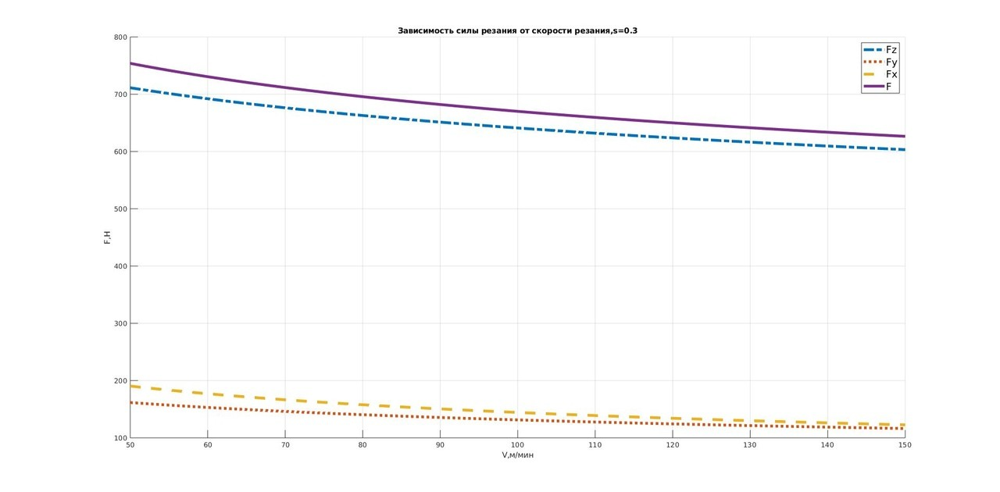 Зависимость силы резания от скорости резания,s=0.3
800
700
600
500
400
300
200
100
F,Н
Fz
Fy
Fx
F
50 60 70 80 90 100 110 120 130 140 150
V,м/мин